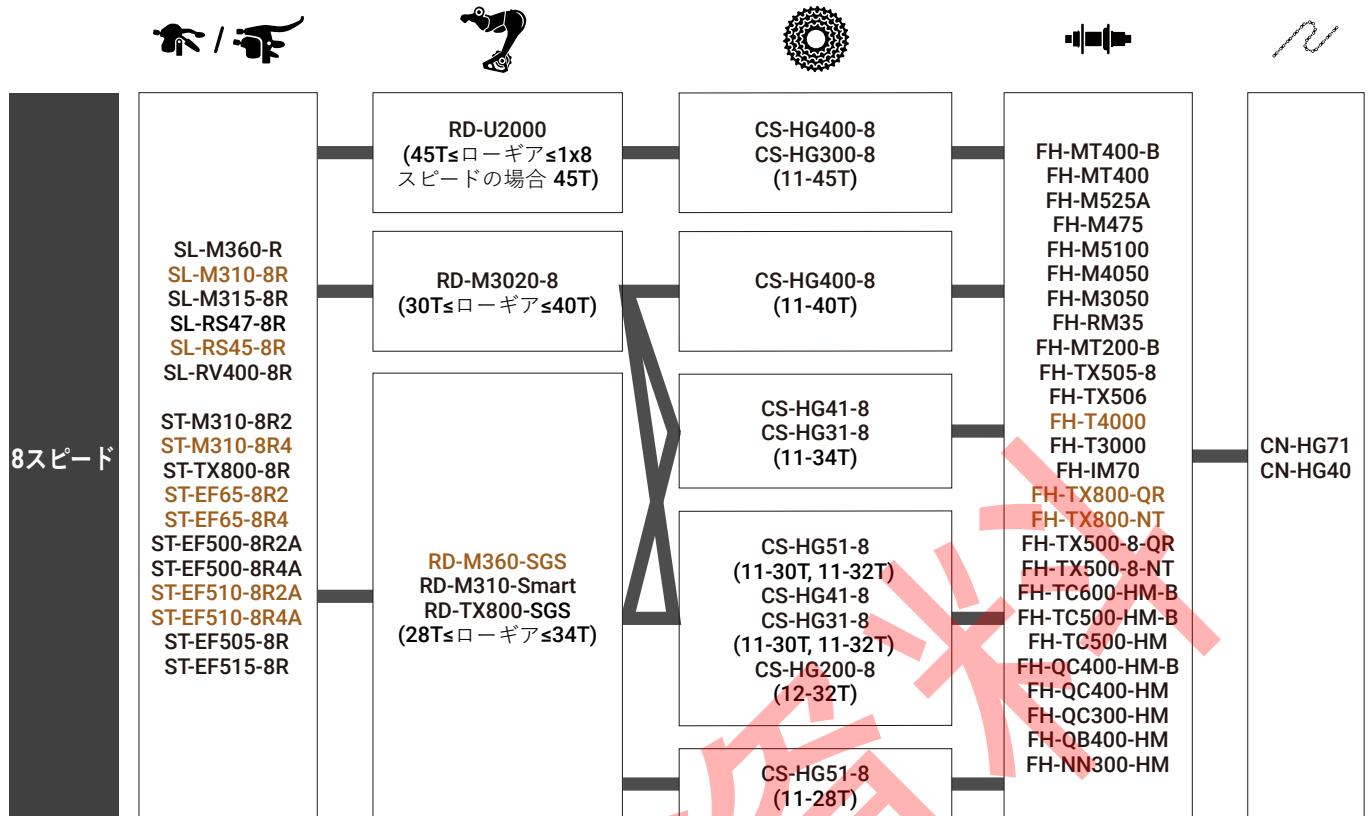 /
8スピード
SL-M360-R
SL-M310-8R
SL-M315-8R
SL-RS47-8R
SL-RS45-8R
SL-RV400-8R
ST-M310-8R2
ST-M310-8R4
ST-TX800-8R
ST-EF65-8R2
ST-EF65-8R4
ST-EF500-8R2A
ST-EF500-8R4A
ST-EF510-8R2A
ST-EF510-8R4A
ST-EF505-8R
ST-EF515-8R
RD-U2000
(45T≤ローギア≤1x8
スピードの場合 45T)
RD-M3020-8
(30T≤ローギア≤40T)
RD-M360-SGS
RD-M310-Smart
RD-TX800-SGS
(28T≤ローギア≤34T)
CS-HG400-8
CS-HG300-8
(11-45T)
CS-HG400-8
(11-40T)
CS-HG41-8
CS-HG31-8
(11-34T)
CS-HG51-8
(11-30T, 11-32T)
CS-HG41-8
CS-HG31-8
(11-30T, 11-32T)
CS-HG200-8
(12-32T)
CS-HG51-8
(11-28T)
FH-MT400-B
FH-MT400
FH-M525A
FH-M475
FH-M5100
FH-M4050
FH-M3050
FH-RM35
FH-MT200-B
FH-TX505-8
FH-TX506
FH-T4000
FH-T3000
FH-IM70
FH-TX800-QR
FH-TX800-NT
FH-TX500-8-QR
FH-TX500-8-NT
FH-TC600-HM-B
FH-TC500-HM-B
FH-TC500-HM
FH-QC400-HM-B
FH-QC400-HM
FH-QC300-HM
FH-QB400-HM
FH-NN300-HM
CN-HG71
CN-HG40